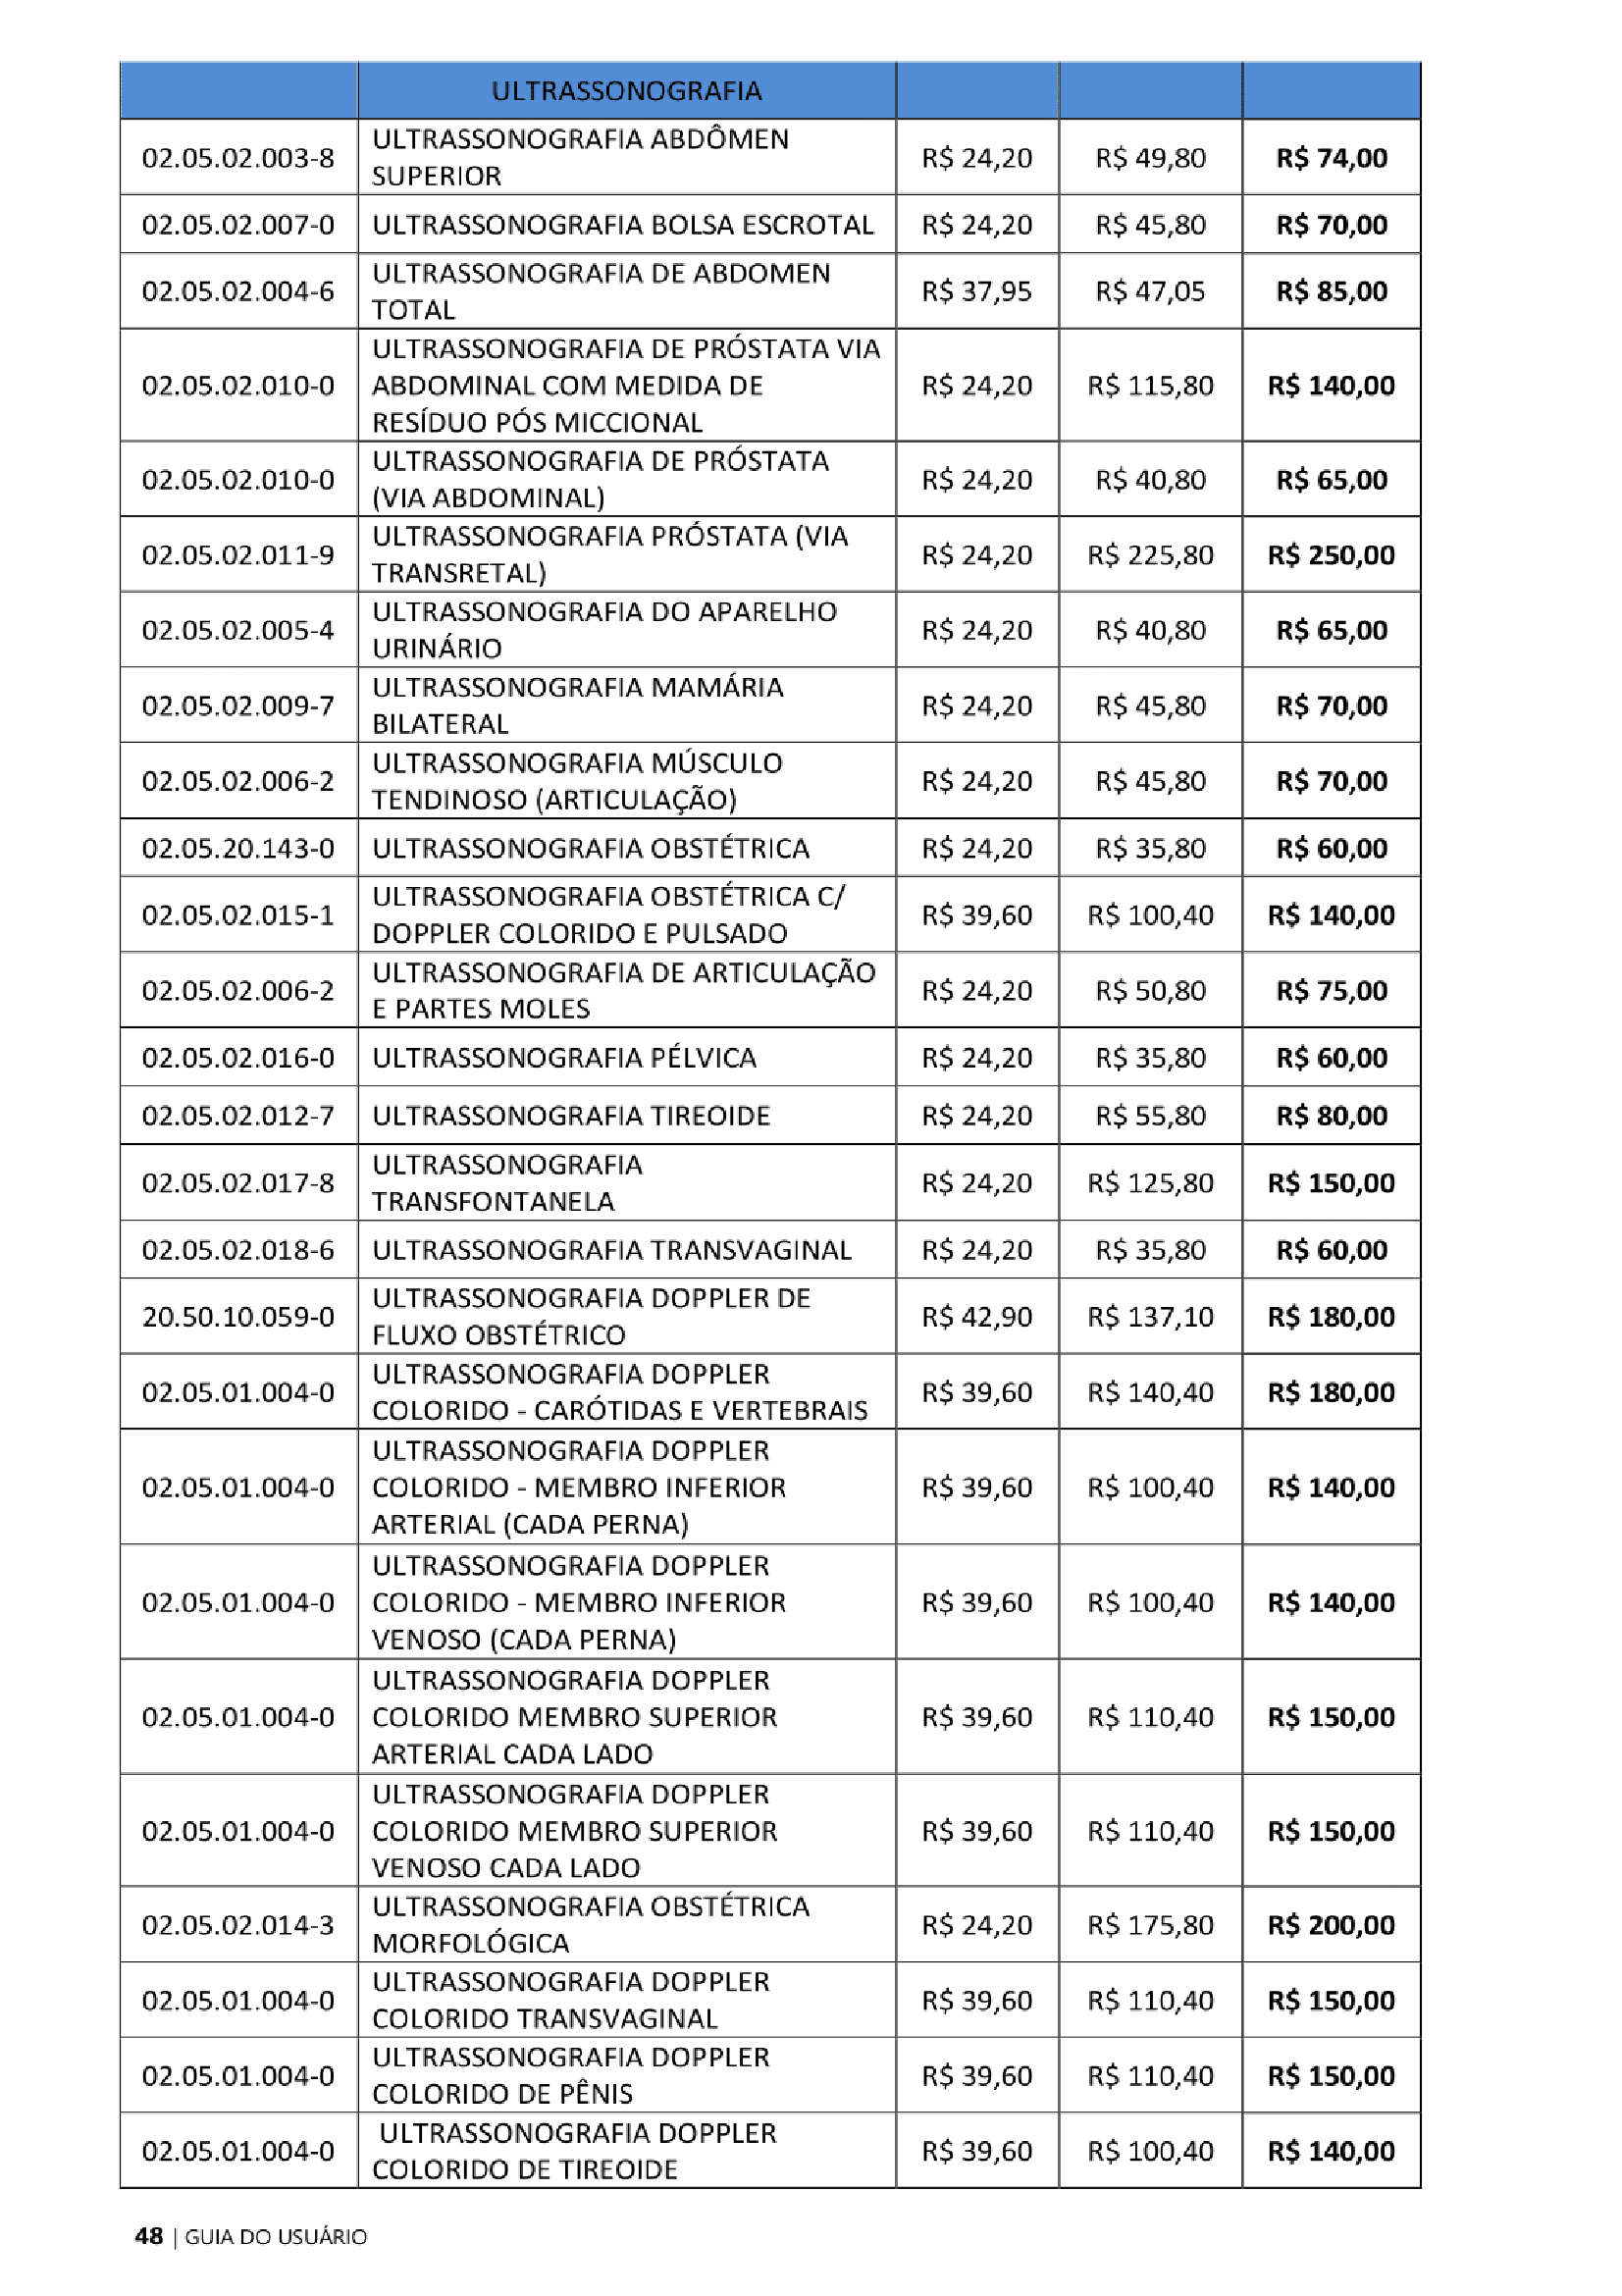 ULTRASSONOGRAFIA
02.05.02.003-8 ULTRASSONOGRAFIA ABDÔMEN SUPERIOR R$ 24,20 R$ 49,80 R$ 74,00
02.05.02.007-0 ULTRASSONOGRAFIA BOLSA ESCROTAL R$ 24,20 R$ 45,80 R$ 70,00
02.05.02.004-6 ULTRASSONOGRAFIA DE ABDOMEN TOTAL R$ 37,95 R$ 47,05 R$ 85,00
02.05.02.010-0 ULTRASSONOGRAFIA DE PRÓSTATA VIA ABDOMINAL COM MEDIDA DE RESÍDUO PÓS MICCIONAL R$ 24,20 R$ 115,80 R$ 140,00
02.05.02.010-0 ULTRASSONOGRAFIA DE PRÓSTATA (VIA ABDOMINAL) R$ 24,20 R$ 40,80 R$ 65,00
02.05.02.011-9 ULTRASSONOGRAFIA PRÓSTATA (VIA TRANSRETAL) R$ 24,20 R$ 225,80 R$ 250,00
02.05.02.005-4 ULTRASSONOGRAFIA DO APARELHO URINÁRIO R$ 24,20 R$ 40,80 R$ 65,00
02.05.02.009-7 ULTRASSONOGRAFIA MAMÁRIA BILATERAL R$ 24,20 R$ 45,80 R$ 70,00
02.05.02.006-2 ULTRASSONOGRAFIA MÚSCULO TENDINOSO (ARTICULAÇÃO) R$ 24,20 R$ 45,80 R$ 70,00
02.05.20.143-0 ULTRASSONOGRAFIA OBSTÉTRICA R$ 24,20 R$ 35,80 R$ 60,00
02.05.02.015-1 ULTRASSONOGRAFIA OBSTÉTRICA C/ DOPPLER COLORIDO E PULSADO R$ 39,60 R$ 100,40 R$ 140,00
02.05.02.006-2 ULTRASSONOGRAFIA DE ARTICULAÇÃO E PARTES MOLES R$ 24,20 R$ 50,80 R$ 75,00
02.05.02.016-0 ULTRASSONOGRAFIA PÉLVICA R$ 24,20 R$ 35,80 R$ 60,00
02.05.02.012-7 ULTRASSONOGRAFIA TIREOIDE R$ 24,20 R$ 55,80 R$ 80,00
02.05.02.017-8 ULTRASSONOGRAFIA TRANSFONTANELA R$ 24,20 R$ 125,80 R$ 150,00
02.05.02.018-6 ULTRASSONOGRAFIA TRANSVAGINAL R$ 24,20 R$ 35,80 R$ 60,00
20.50.10.059-0 ULTRASSONOGRAFIA DOPPLER DE FLUXO OBSTÉTRICO R$ 42,90 R$ 137,10 R$ 180,00
02.05.01.004-0 ULTRASSONOGRAFIA DOPPLER COLORIDO - CARÓTIDAS E VERTEBRAIS R$ 39,60 R$ 140,40 R$ 180,00
02.05.01.004-0 ULTRASSONOGRAFIA DOPPLER COLORIDO - MEMBRO INFERIOR ARTERIAL (CADA PERNA) R$ 39,60 R$ 100,40 R$ 140,00
02.05.01.004-0 ULTRASSONOGRAFIA DOPPLER COLORIDO - MEMBRO INFERIOR VENOSO (CADA PERNA) R$ 39,60 R$ 100,40 R$ 140,00
02.05.01.004-0 ULTRASSONOGRAFIA DOPPLER COLORIDO MEMBRO SUPERIOR ARTERIAL CADA LADO R$ 39,60 R$ 110,40 R$ 150,00
02.05.01.004-0 ULTRASSONOGRAFIA DOPPLER COLORIDO MEMBRO SUPERIOR VENOSO CADA LADO R$ 39,60 R$ 110,40 R$ 150,00
02.05.02.014-3 ULTRASSONOGRAFIA OBSTÉTRICA MORFOLÓGICA R$ 24,20 R$ 175,80 R$ 200,00
02.05.01.004-0 ULTRASSONOGRAFIA DOPPLER COLORIDO TRANSVAGINAL R$ 39,60 R$ 110,40 R$ 150,00
02.05.01.004-0 ULTRASSONOGRAFIA DOPPLER COLORIDO DE PÊNIS R$ 39,60 R$ 110,40 R$ 150,00
02.05.01.004-0 ULTRASSONOGRAFIA DOPPLER COLORIDO DE TIREOIDE R$ 39,60 R$ 100,40 R$ 140,00
48 | GUIA DO USUÁRIO